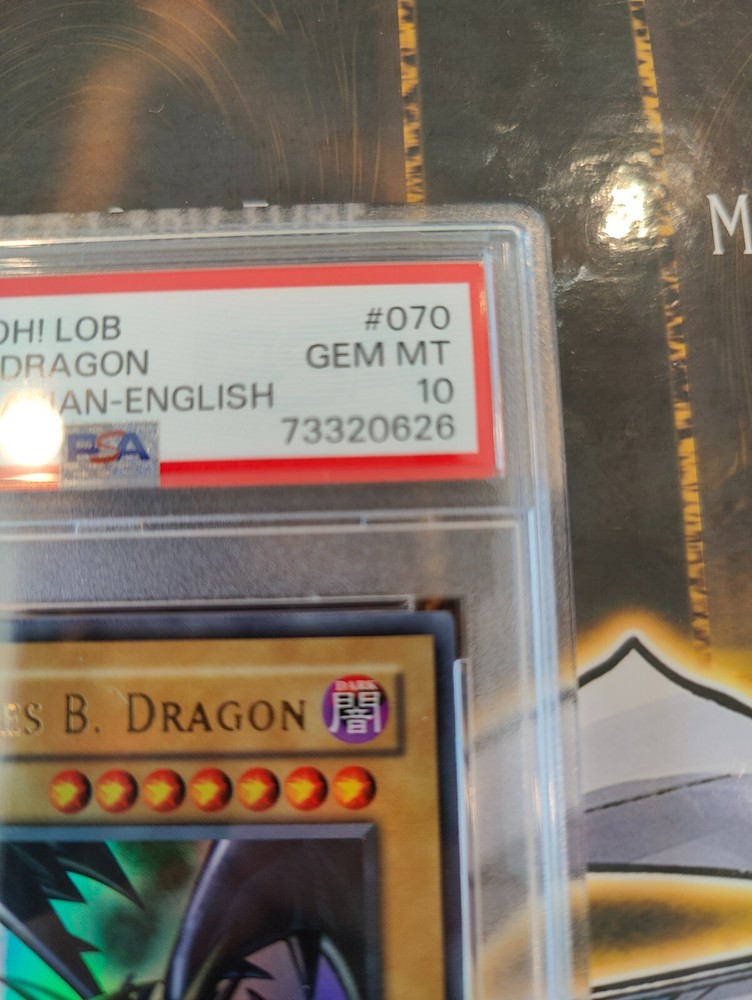 M
OH! LOB
#070
DRAGON
GEM MT
IAN-ENGLISH
10
PSA
73320626
ES B. DRAGON
DARK
闇